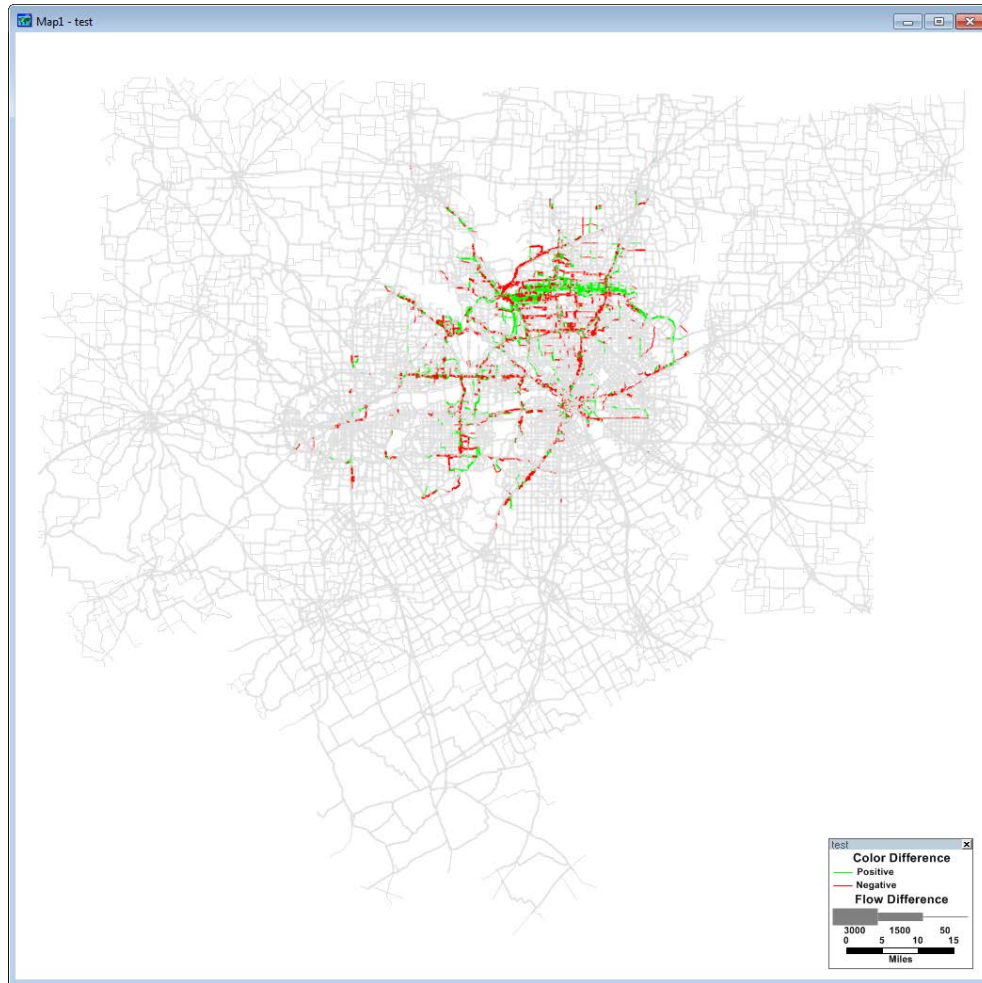 Map1 - test
test
Color Difference
Positive
Negative
Flow Difference
3000 1500 50
0 5 10 15
Miles